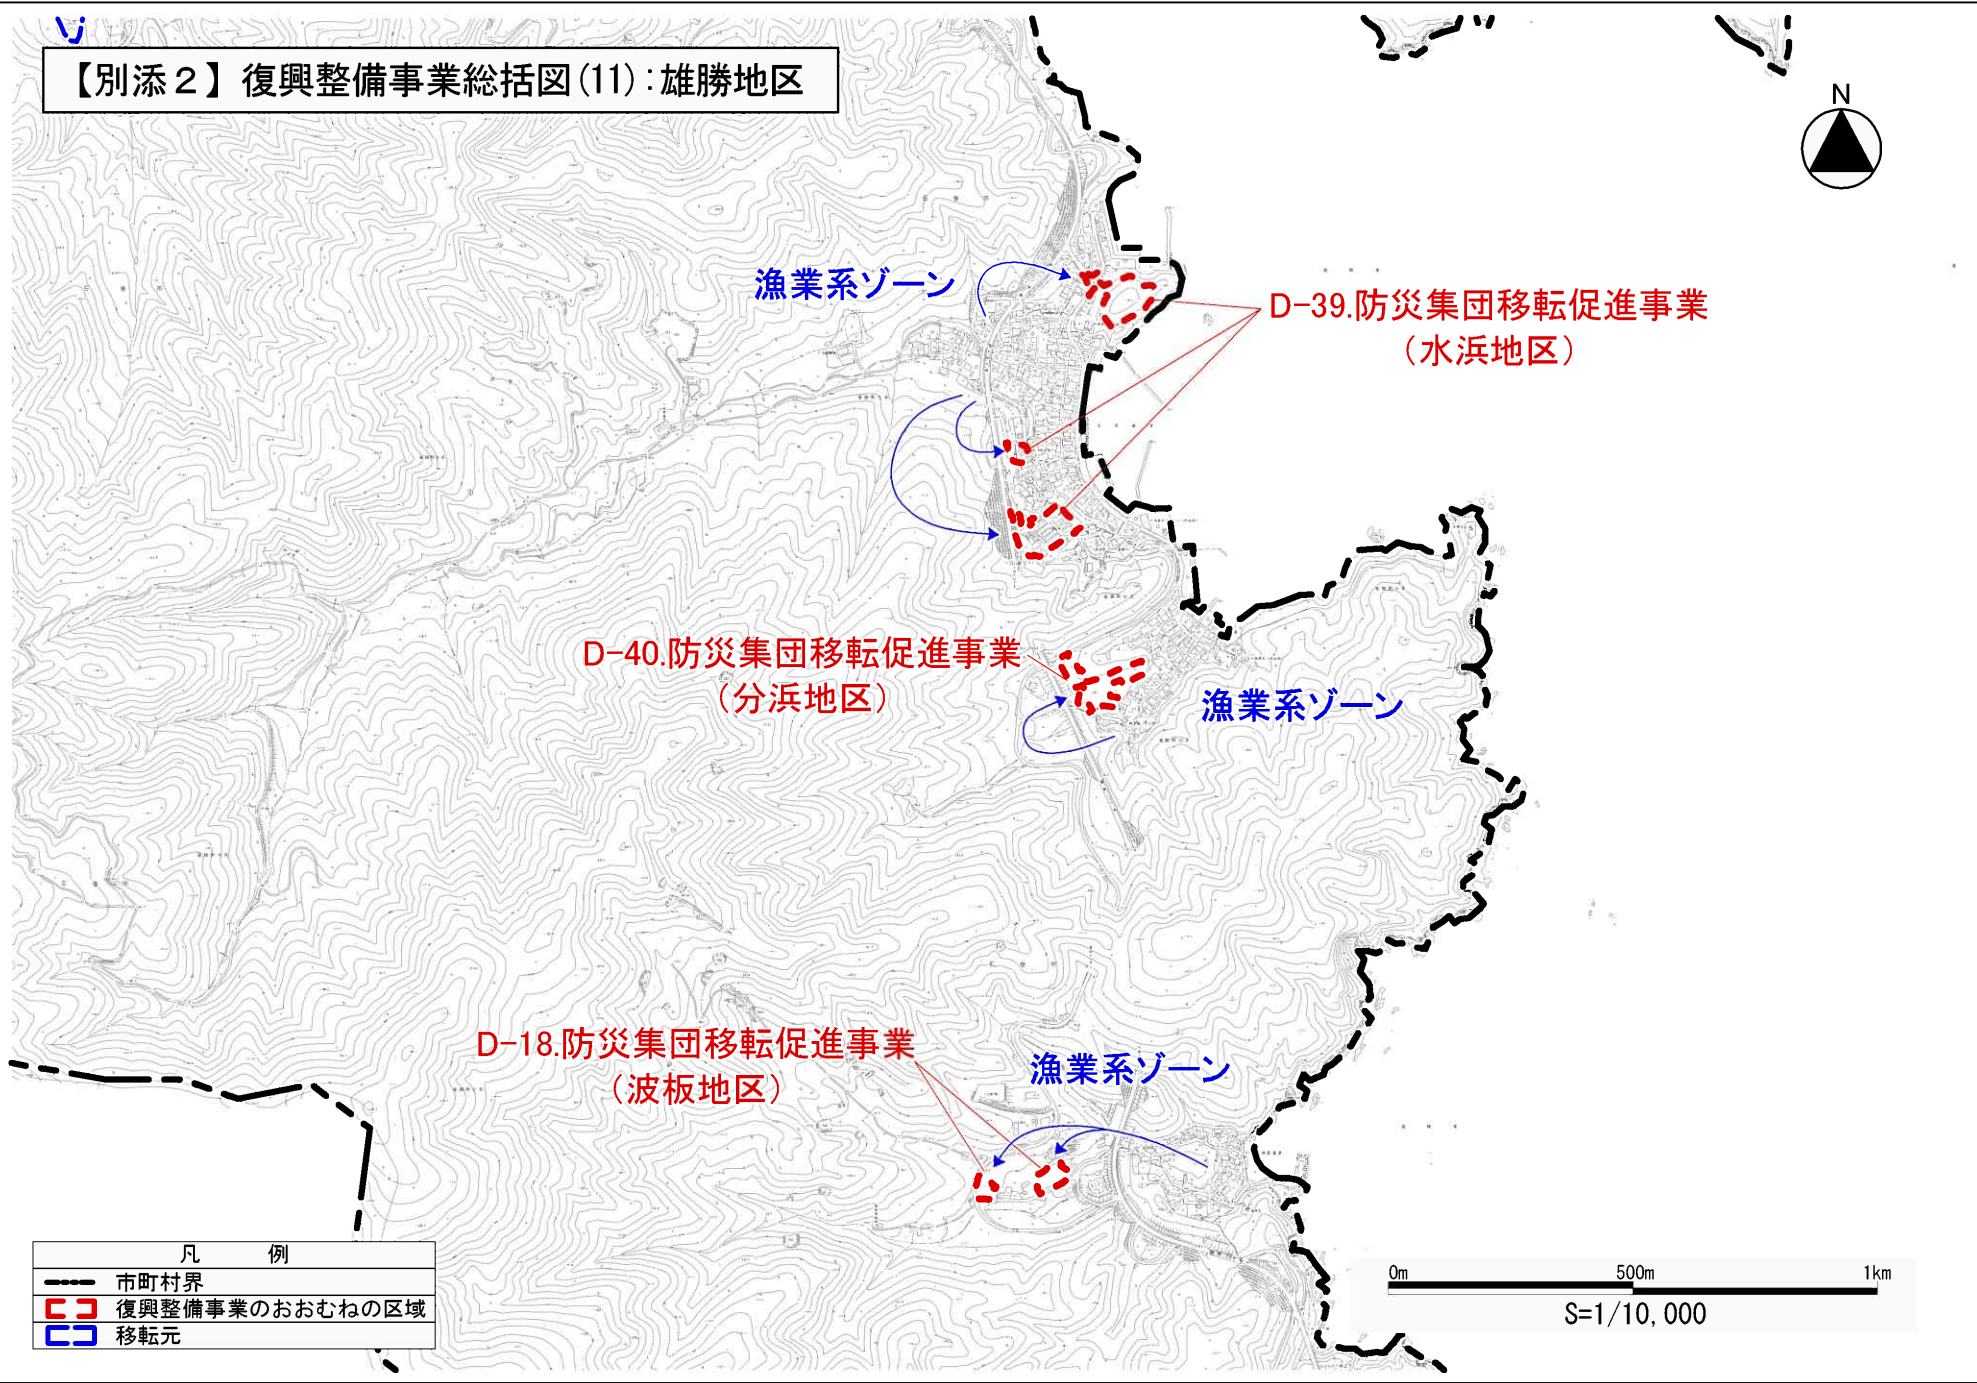 【別添２】復興整備事業総括図(11):雄勝地区
N
漁業系ゾーン
D-39.防災集団移転促進事業
（水浜地区）
D-40.防災集団移転促進事業
（分浜地区）
漁業系ゾーン
D-18.防災集団移転促進事業
（波板地区）
漁業系ゾーン
凡　例
市町村界
復興整備事業のおおむねの区域
移転元
0m 500m 1km
S=1/10,000